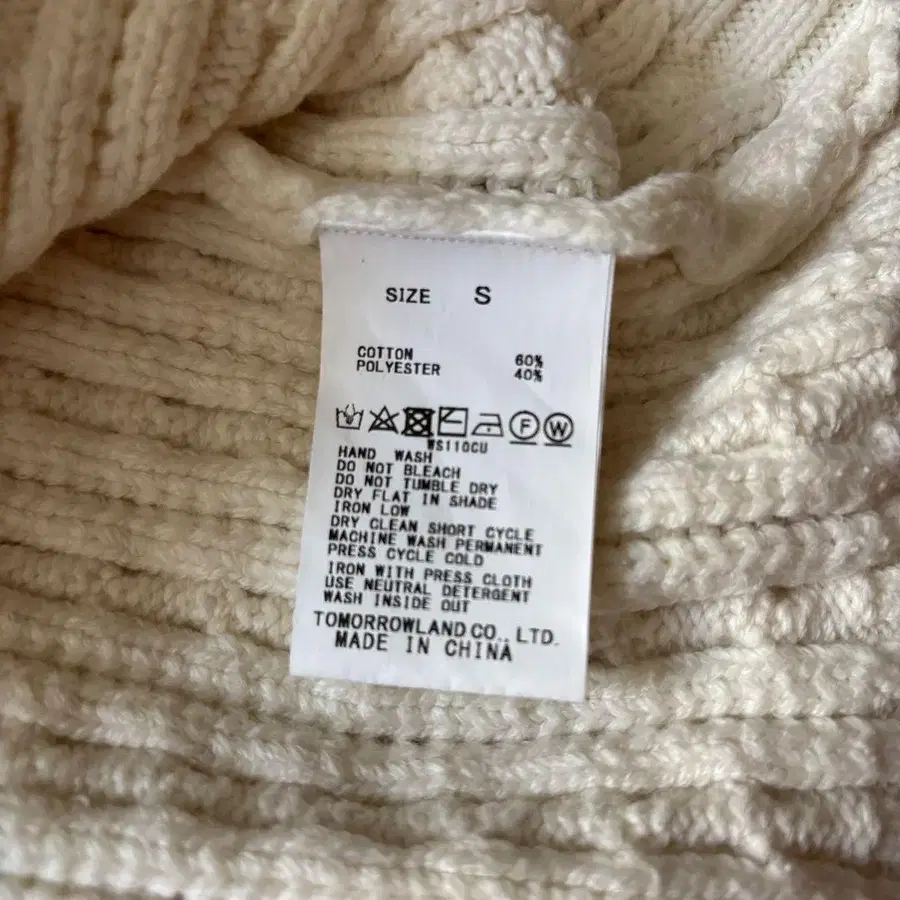 SIZE S
COTTON 60%
POLYESTER 40%
F W
WS110CU
HAND WASH
DO NOT BLEACH
DO NOT TUMBLE DRY
DRY FLAT IN SHADE
IRON LOW
DRY CLEAN SHORT CYCLE
MACHINE WASH PERMANENT
PRESS CYCLE COLD
IRON WITH PRESS CLOTH
USE NEUTRAL DETERGENT
WASH INSIDE OUT
TOMORROWLAND CO., LTD.
MADE IN CHINA